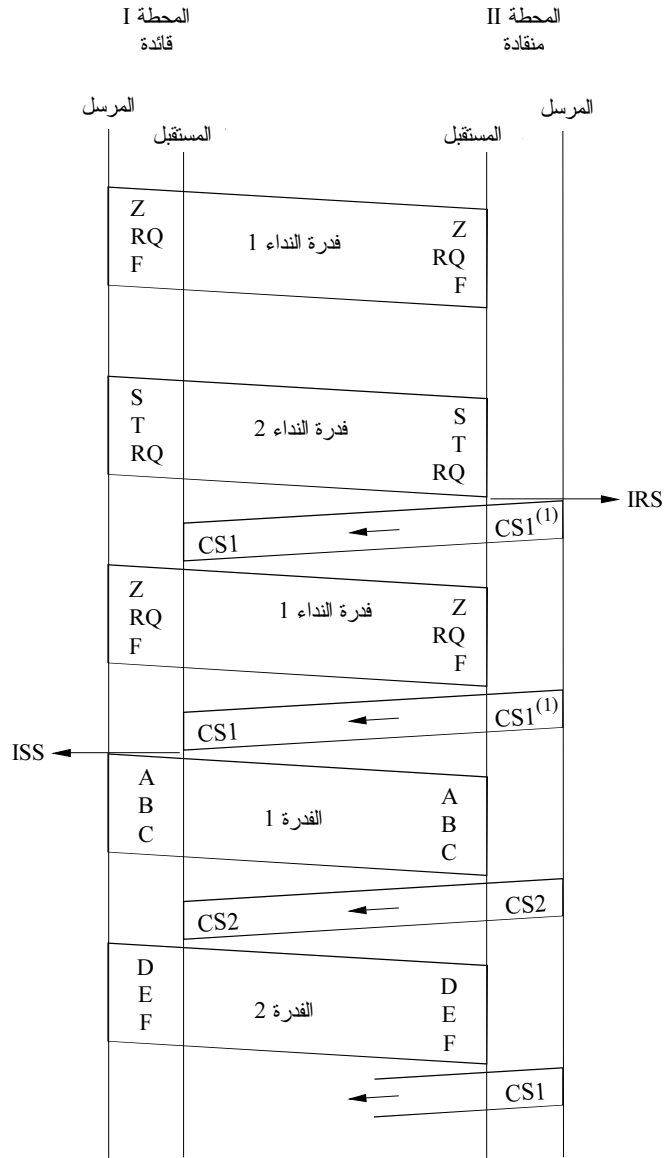 المحطة I
قائدة
المحطة II
منقادة
المرسل
المستقبل
المستقبل
المرسل
Z
RQ
F
فدرة النداء 1
Z
RQ
F
S
T
RQ
فدرة النداء 2
S
T
RQ
IRS
CS1
CS1(1)
Z
RQ
F
فدرة النداء 1
Z
RQ
F
CS1
CS1(1)
ISS
A
B
C
الفدرة 1
A
B
C
CS2
CS2
D
E
F
الفدرة 2
D
E
F
CS1